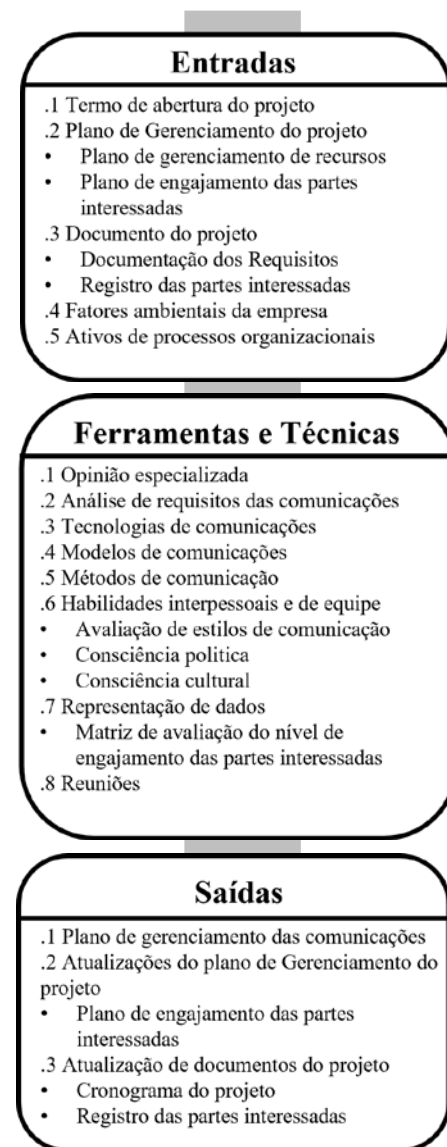 Entradas
.1 Termo de abertura do projeto
.2 Plano de Gerenciamento do projeto
• Plano de gerenciamento de recursos
• Plano de engajamento das partes
interessadas
.3 Documento do projeto
• Documentação dos Requisitos
• Registro das partes interessadas
.4 Fatores ambientais da empresa
.5 Ativos de processos organizacionais
Ferramentas e Técnicas
.1 Opinião especializada
.2 Análise de requisitos das comunicações
.3 Tecnologias de comunicações
.4 Modelos de comunicações
.5 Métodos de comunicação
.6 Habilidades interpessoais e de equipe
• Avaliação de estilos de comunicação
• Consciência politica
• Consciência cultural
.7 Representação de dados
• Matriz de avaliação do nível de
engajamento das partes interessadas
.8 Reuniões
Saídas
.1 Plano de gerenciamento das comunicações
.2 Atualizações do plano de Gerenciamento do
projeto
• Plano de engajamento das partes
interessadas
.3 Atualização de documentos do projeto
• Cronograma do projeto
• Registro das partes interessadas